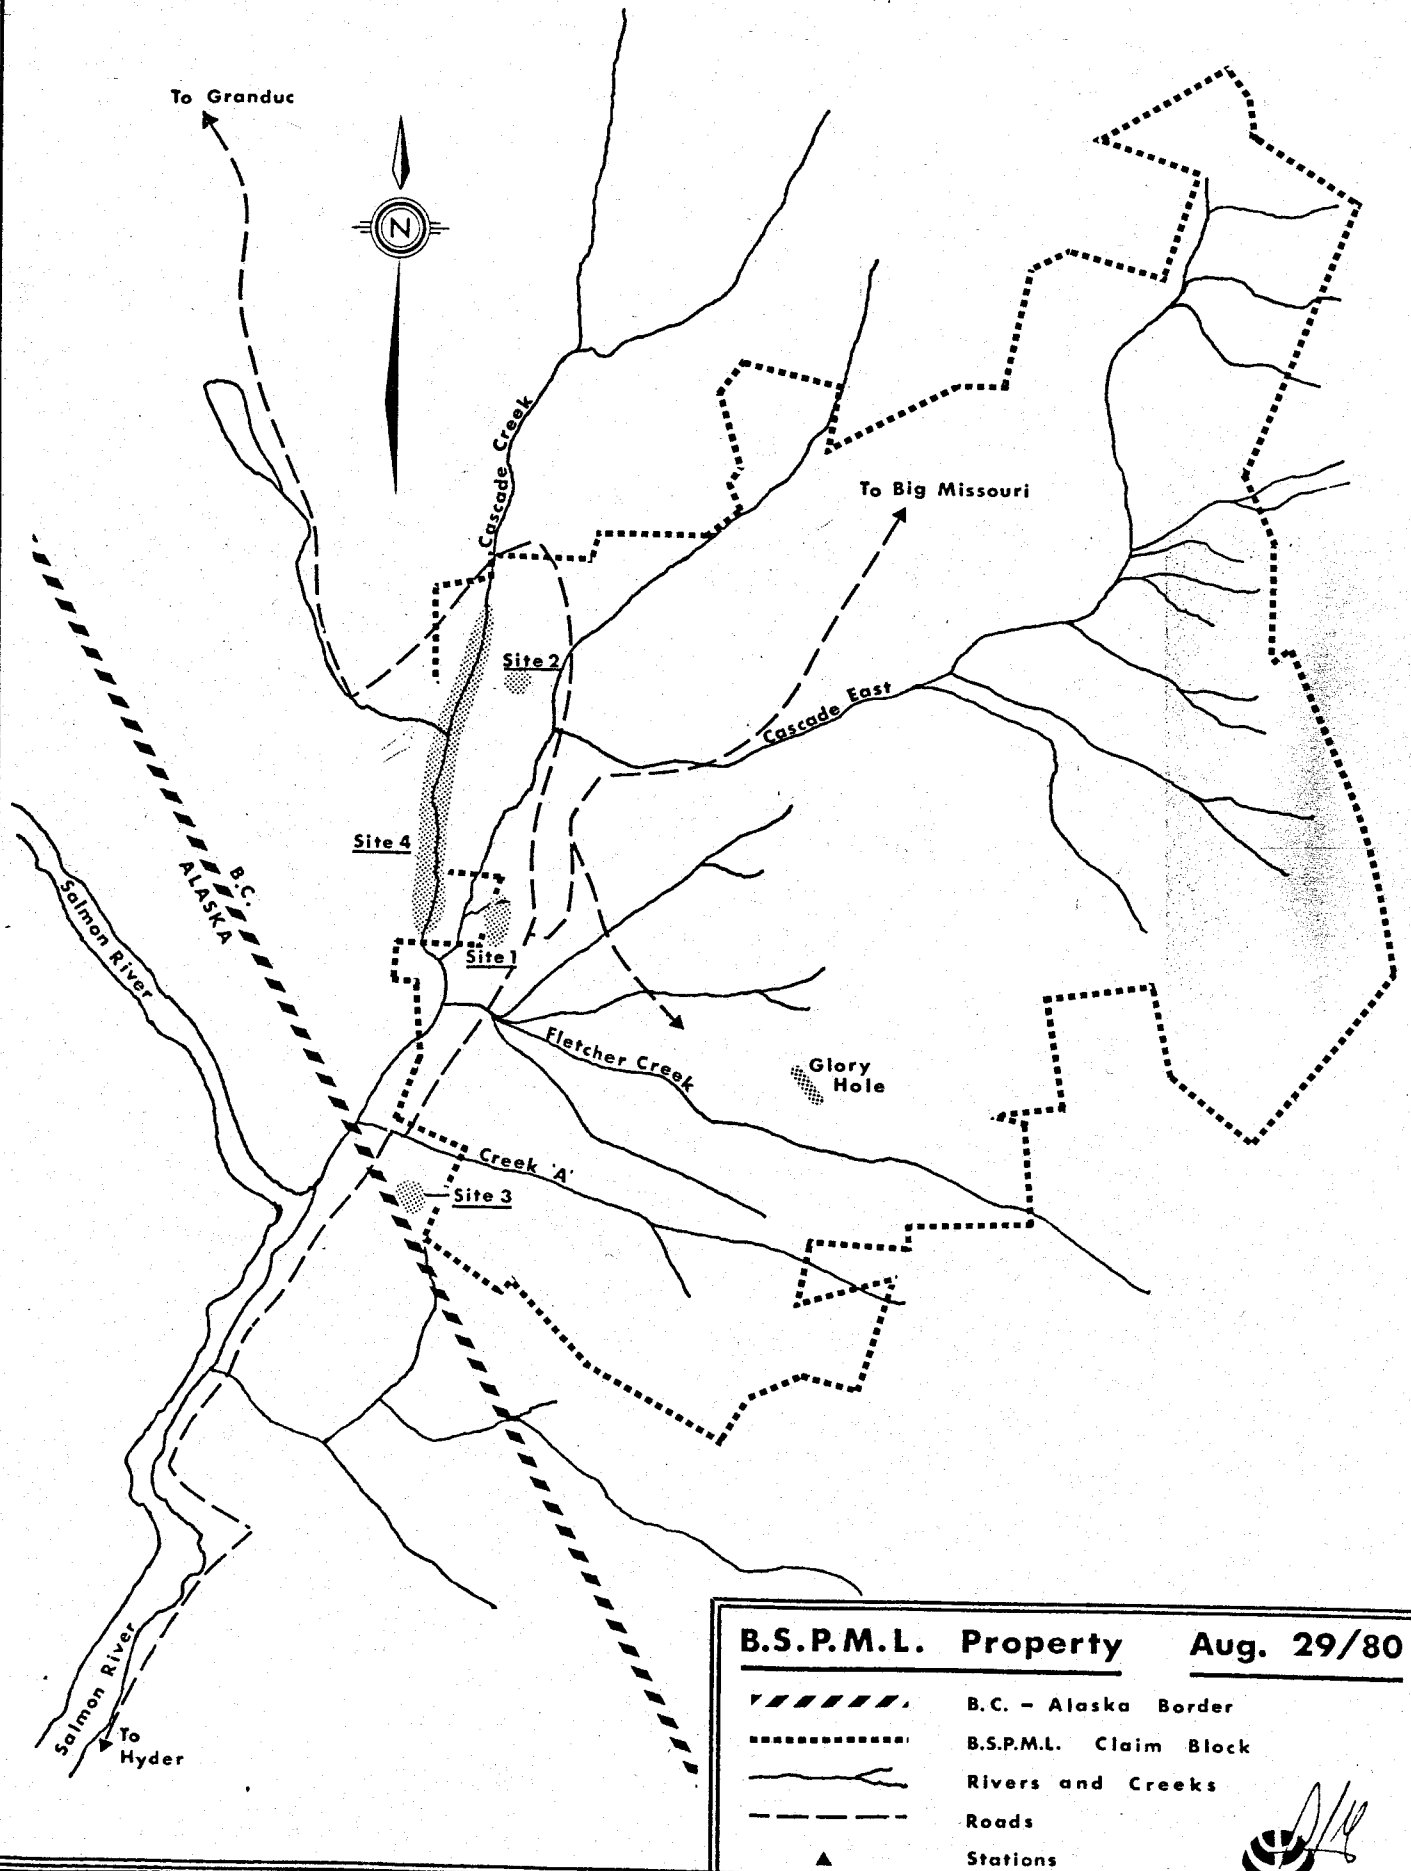 To Granduc
N
Cascade Creek
To Big Missouri
Site 2
Cascade East
Site 4
B.C.
ALASKA
Salmon River
Site 1
Fletcher Creek
Glory
Hole
Creek 'A'
Site 3
Salmon River
To
Hyder
B.S.P.M.L. Property Aug. 29/80
B.C. - Alaska Border
B.S.P.M.L. Claim Block
Rivers and Creeks
Roads
Stations